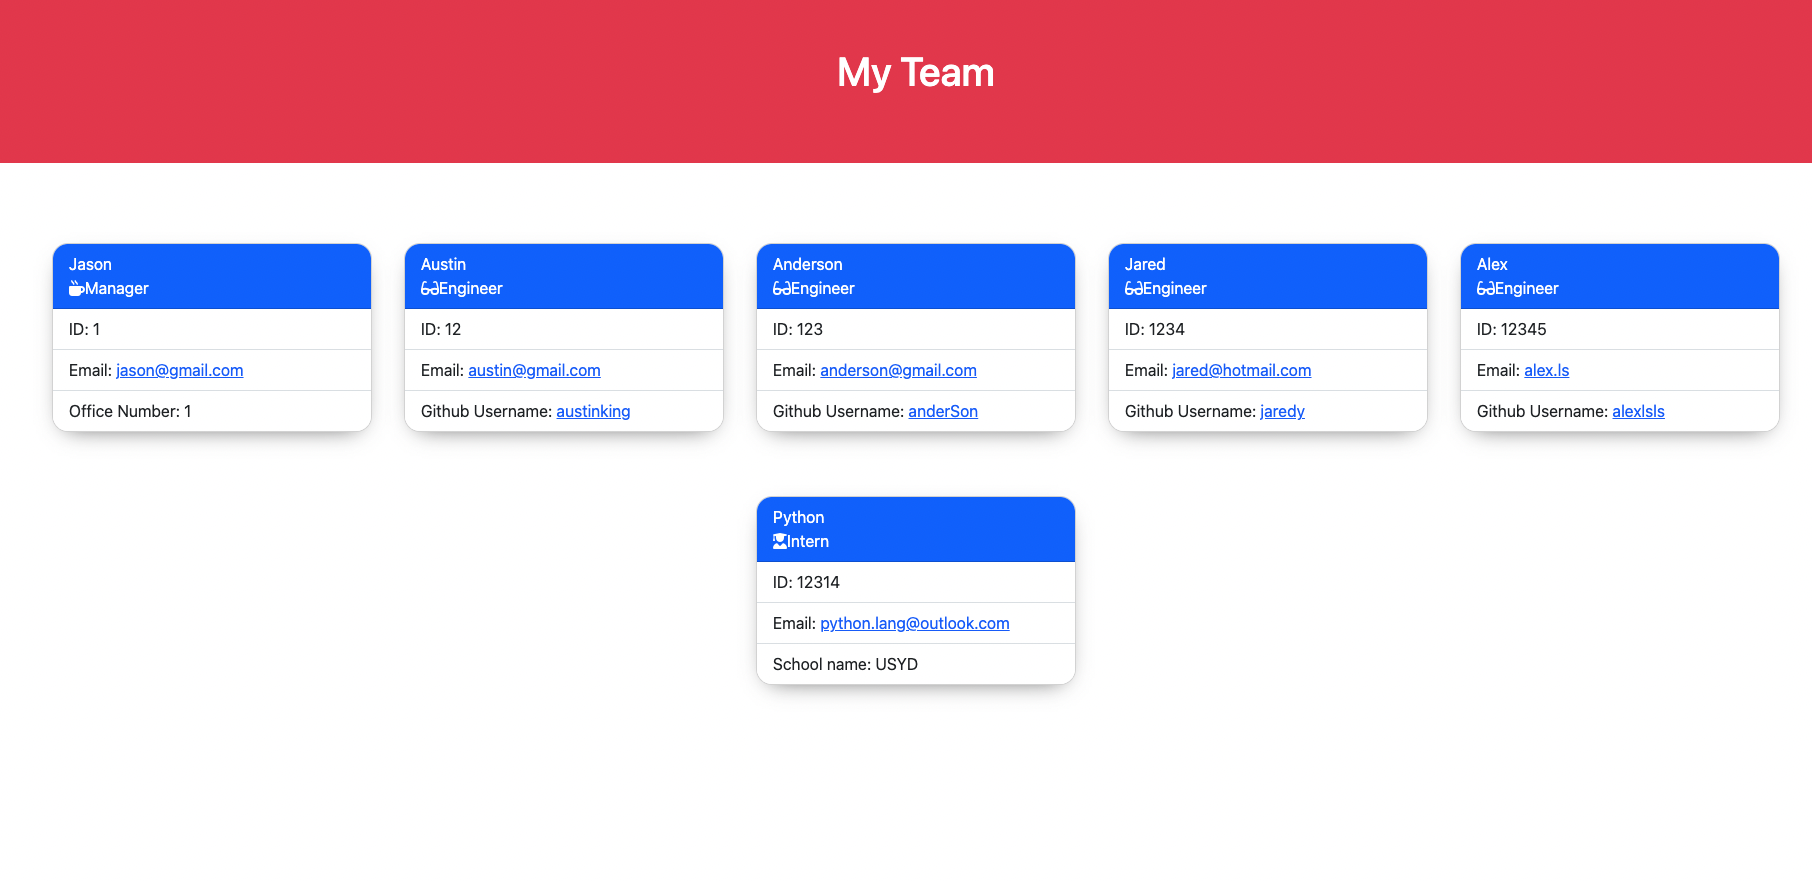 My Team
Jason
Manager
ID: 1
Email: jason@gmail.com
Office Number: 1
Austin
Engineer
ID: 12
Email: austin@gmail.com
Github Username: austinking
Anderson
Engineer
ID: 123
Email: anderson@gmail.com
Github Username: anderSon
Jared
Engineer
ID: 1234
Email: jared@hotmail.com
Github Username: jaredy
Alex
Engineer
ID: 12345
Email: alex.ls
Github Username: alexlsls
Python
Intern
ID: 12314
Email: python.lang@outlook.com
School name: USYD